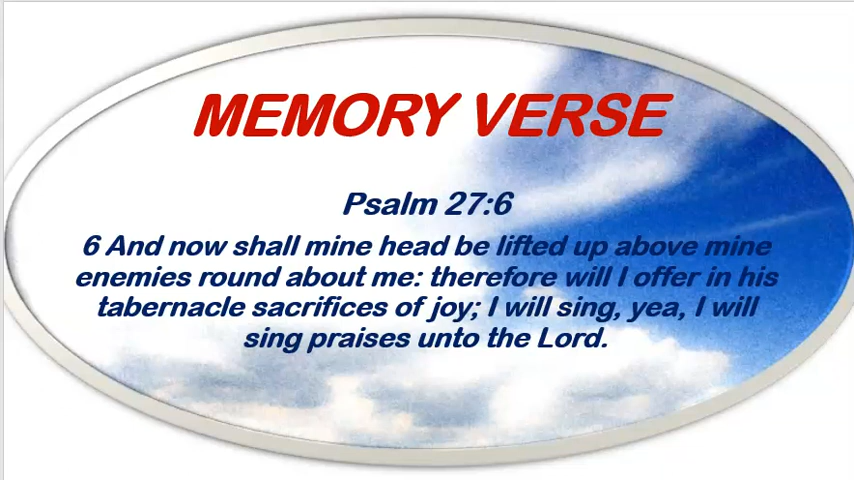 MEMORY VERSE
Psalm 27:6
6 And now shall mine head be lifted up above mine
enemies round about me: therefore will I offer in his
tabernacle sacrifices of joy; I will sing, yea, I will
sing praises unto the Lord.